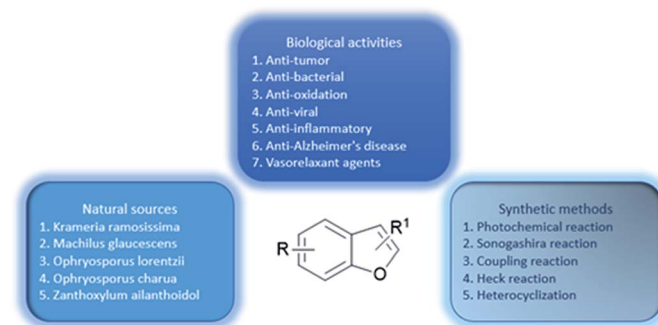 Biological activities
1. Anti-tumor
2. Anti-bacterial
3. Anti-oxidation
4. Anti-viral
5. Anti-inflammatory
6. Anti-Alzheimer's disease
7. Vasorelaxant agents
Natural sources
1. Krameria ramosissima
2. Machilus glaucescens
3. Ophryosporus lorentzii
4. Ophryosporus charua
5. Zanthoxylum ailanthoidol
R
R¹
O
Synthetic methods
1. Photochemical reaction
2. Sonogashira reaction
3. Coupling reaction
4. Heck reaction
5. Heterocyclization